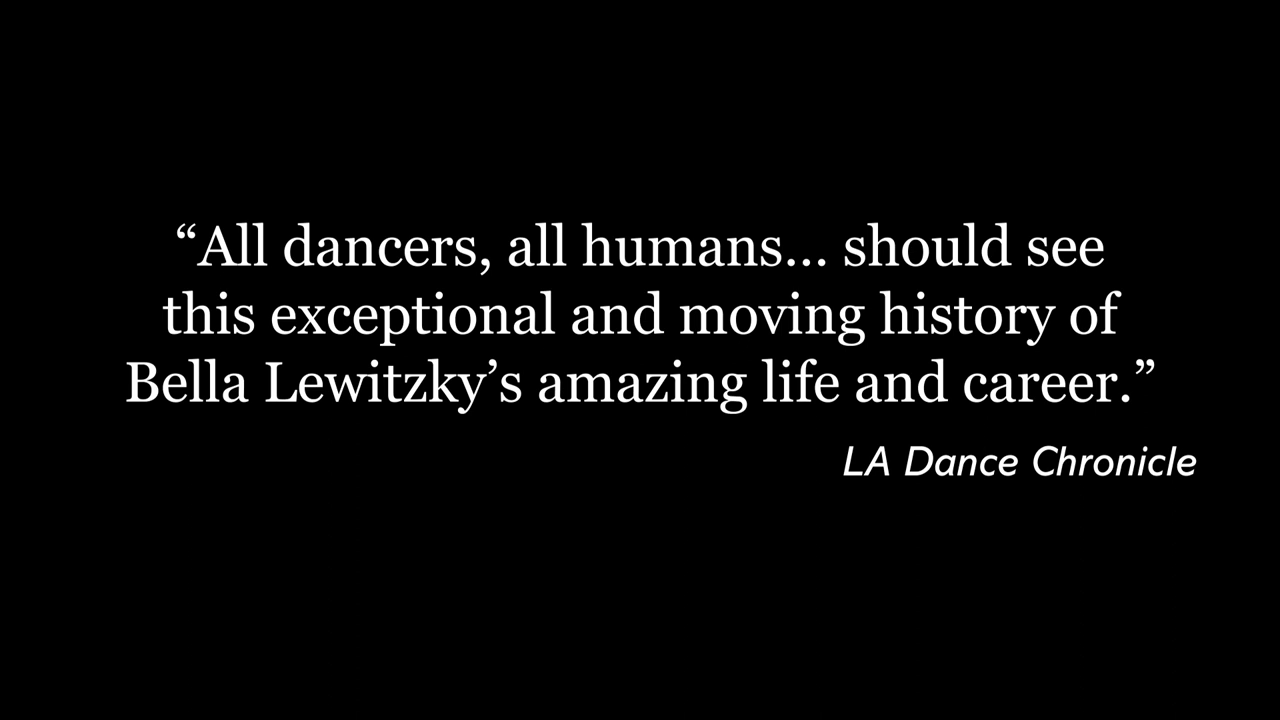 “All dancers, all humans... should see
this exceptional and moving history of
Bella Lewitzky’s amazing life and career.”
LA Dance Chronicle